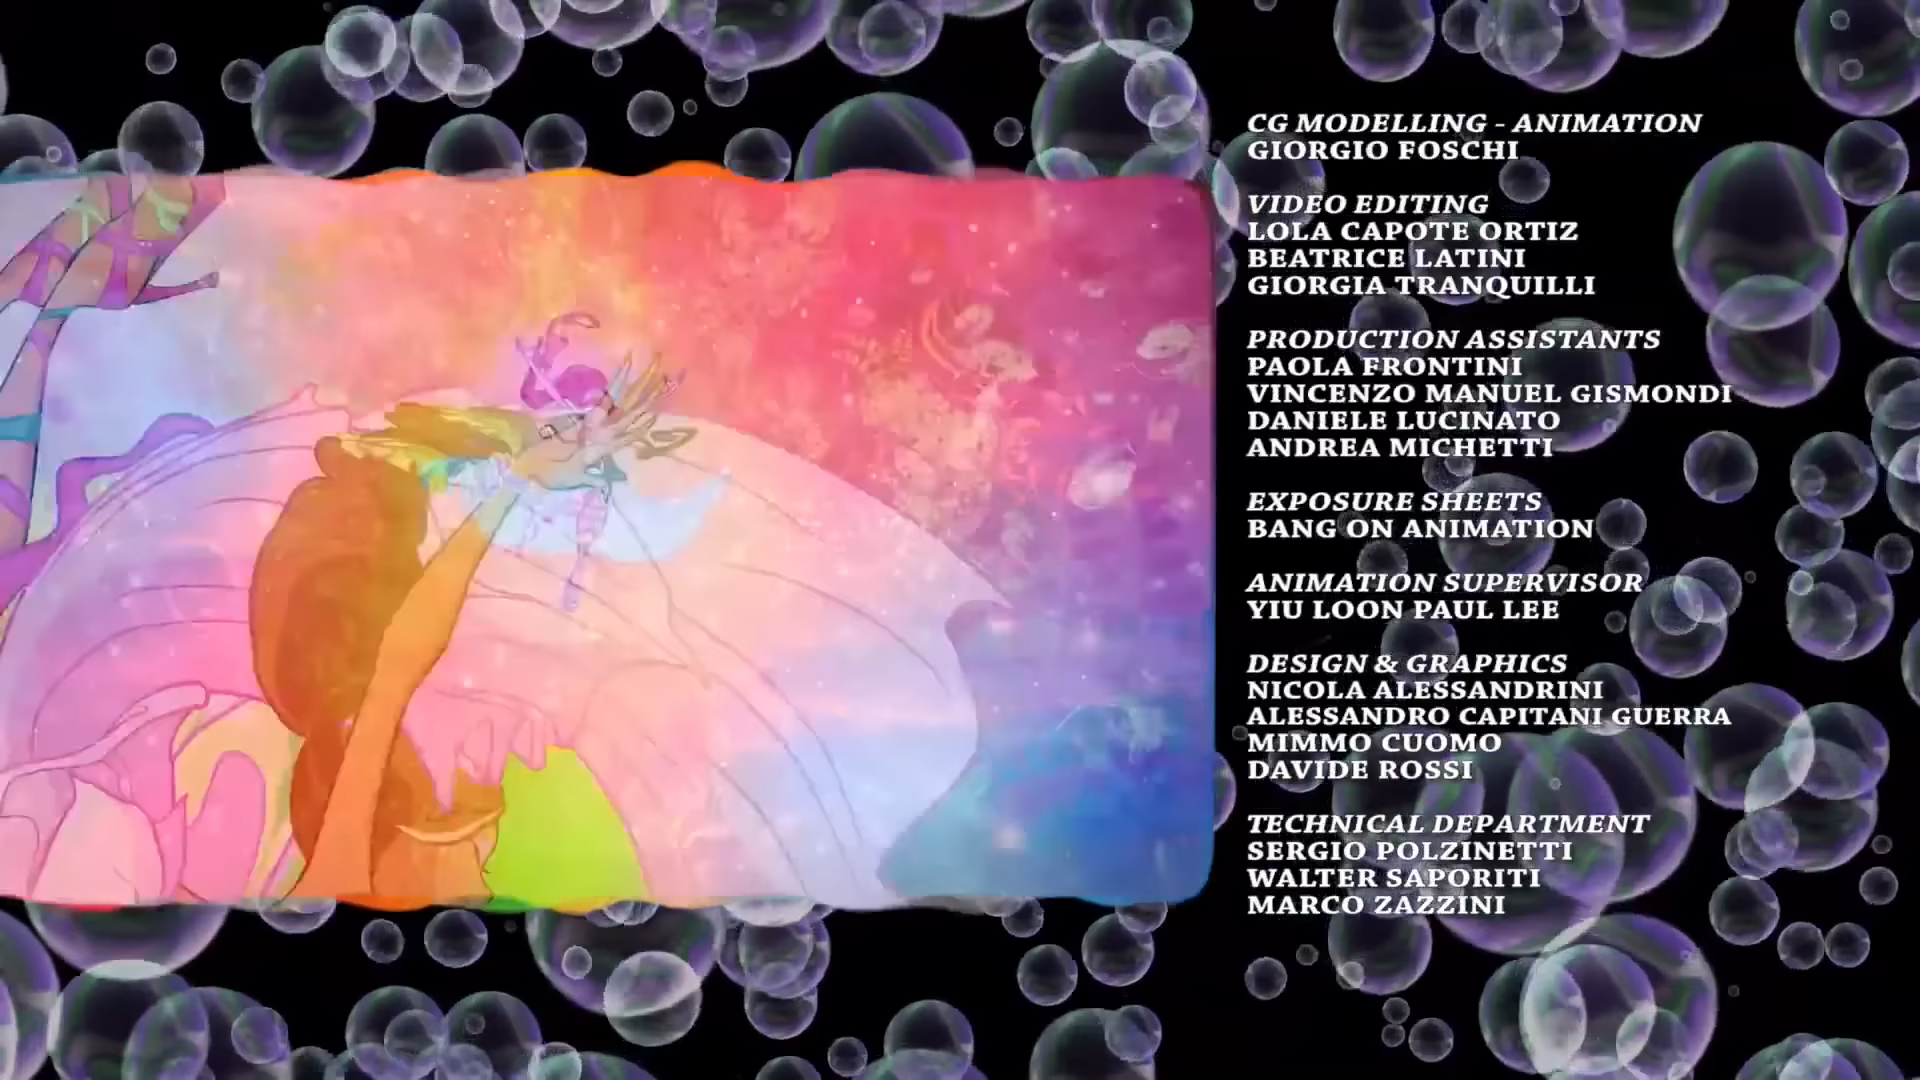 CG MODELLING - ANIMATION
GIORGIO FOSCHI
VIDEO EDITING
LOLA CAPOTE ORTIZ
BEATRICE LATINI
GIORGIA TRANQUILLI
PRODUCTION ASSISTANTS
PAOLA FRONTINI
VINCENZO MANUEL GISMONDI
DANIELE LUCINATO
ANDREA MICHETTI
EXPOSURE SHEETS
BANG ON ANIMATION
ANIMATION SUPERVISOR
YIU LOON PAUL LEE
DESIGN & GRAPHICS
NICOLA ALESSANDRINI
ALESSANDRO CAPITANI GUERRA
MIMMO CUOMO
DAVIDE ROSSI
TECHNICAL DEPARTMENT
SERGIO POLZINETTI
WALTER SAPORITI
MARCO ZAZZINI